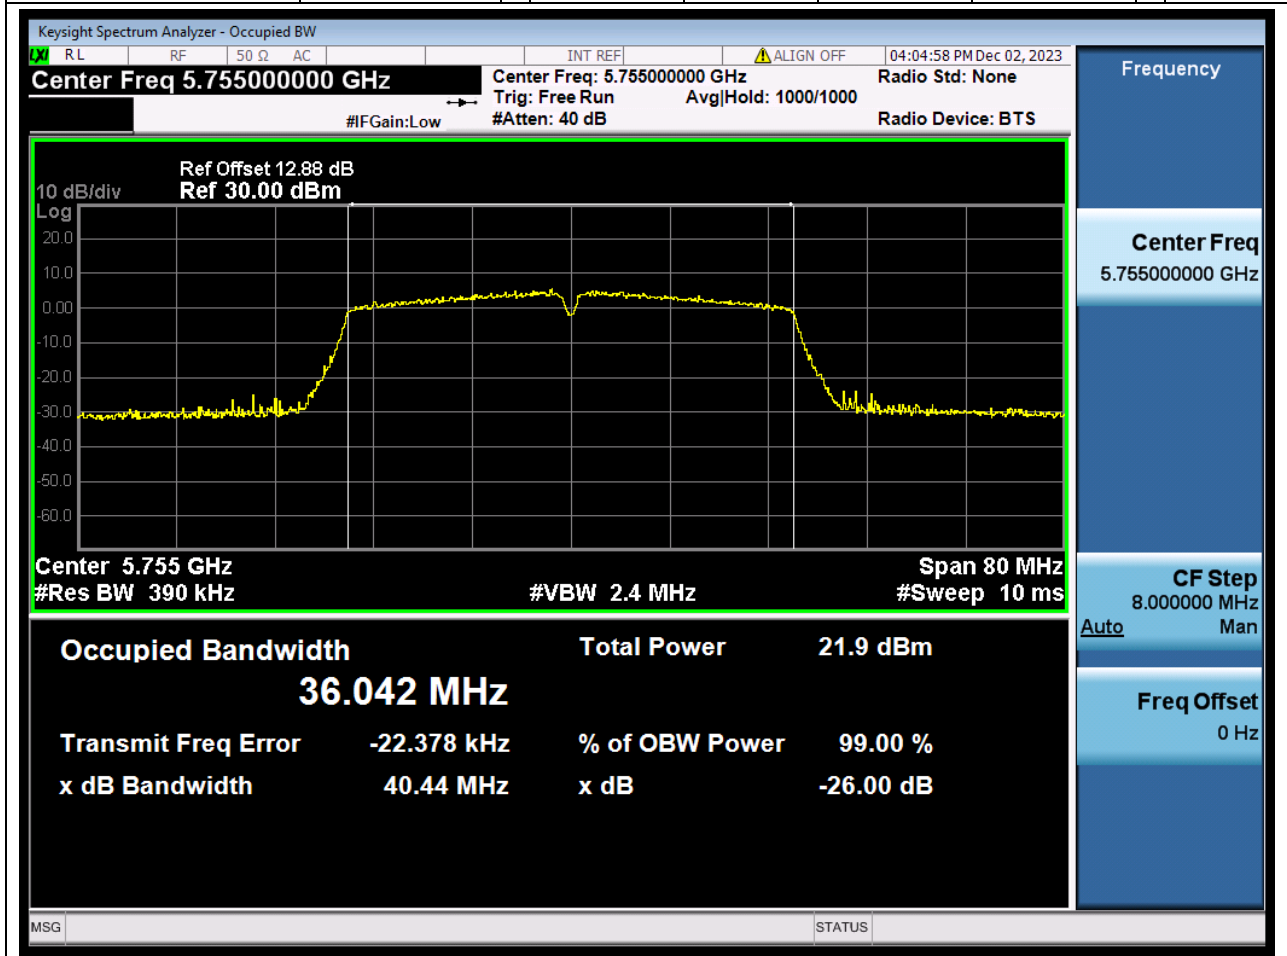 Keysight Spectrum Analyzer - Occupied BW
LXI RL RF 50 Ω AC INT REF ALIGN OFF 04:04:58 PM Dec 02, 2023
Center Freq 5.755000000 GHz Center Freq: 5.755000000 GHz Radio Std: None
Trig: Free Run Avg|Hold: 1000/1000
#IFGain:Low #Atten: 40 dB Radio Device: BTS
Ref Offset 12.88 dB
10 dB/div Ref 30.00 dBm
Log
20.0
10.0
0.00
-10.0
-20.0
-30.0
-40.0
-50.0
-60.0
Center 5.755 GHz Span 80 MHz
#Res BW 390 kHz #VBW 2.4 MHz #Sweep 10 ms
Occupied Bandwidth Total Power 21.9 dBm
36.042 MHz
Transmit Freq Error -22.378 kHz % of OBW Power 99.00 %
x dB Bandwidth 40.44 MHz x dB -26.00 dB
MSG STATUS
Frequency
Center Freq
5.755000000 GHz
CF Step
8.000000 MHz
Auto Man
Freq Offset
0 Hz